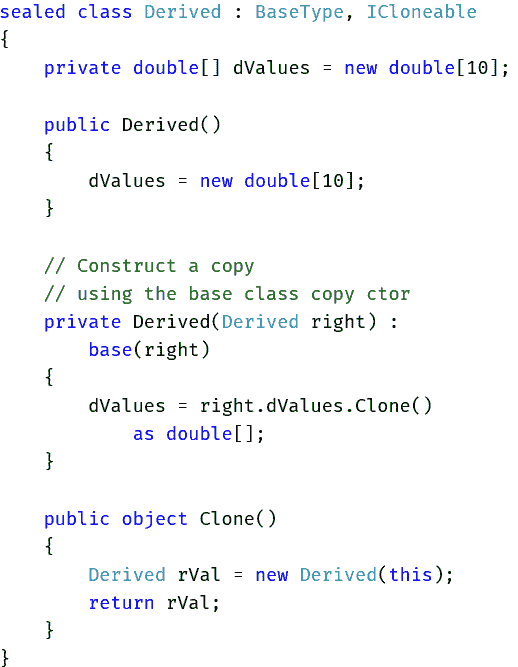 sealed class Derived : BaseType, ICloneable
{
    private double[] dValues = new double[10];

    public Derived()
    {
        dValues = new double[10];
    }

    // Construct a copy
    // using the base class copy ctor
    private Derived(Derived right) :
        base(right)
    {
        dValues = right.dValues.Clone()
            as double[];
    }

    public object Clone()
    {
        Derived rVal = new Derived(this);
        return rVal;
    }
}